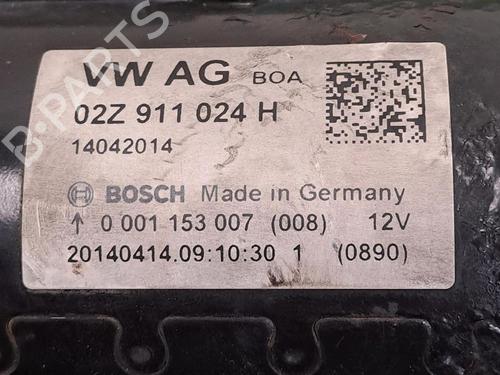 B-PARTS
VW AG BOA
02Z 911 024 H
14042014
BOSCH Made in Germany
↑ 0 001 153 007 (008) 12V
20140414.09:10:30 1 (0890)